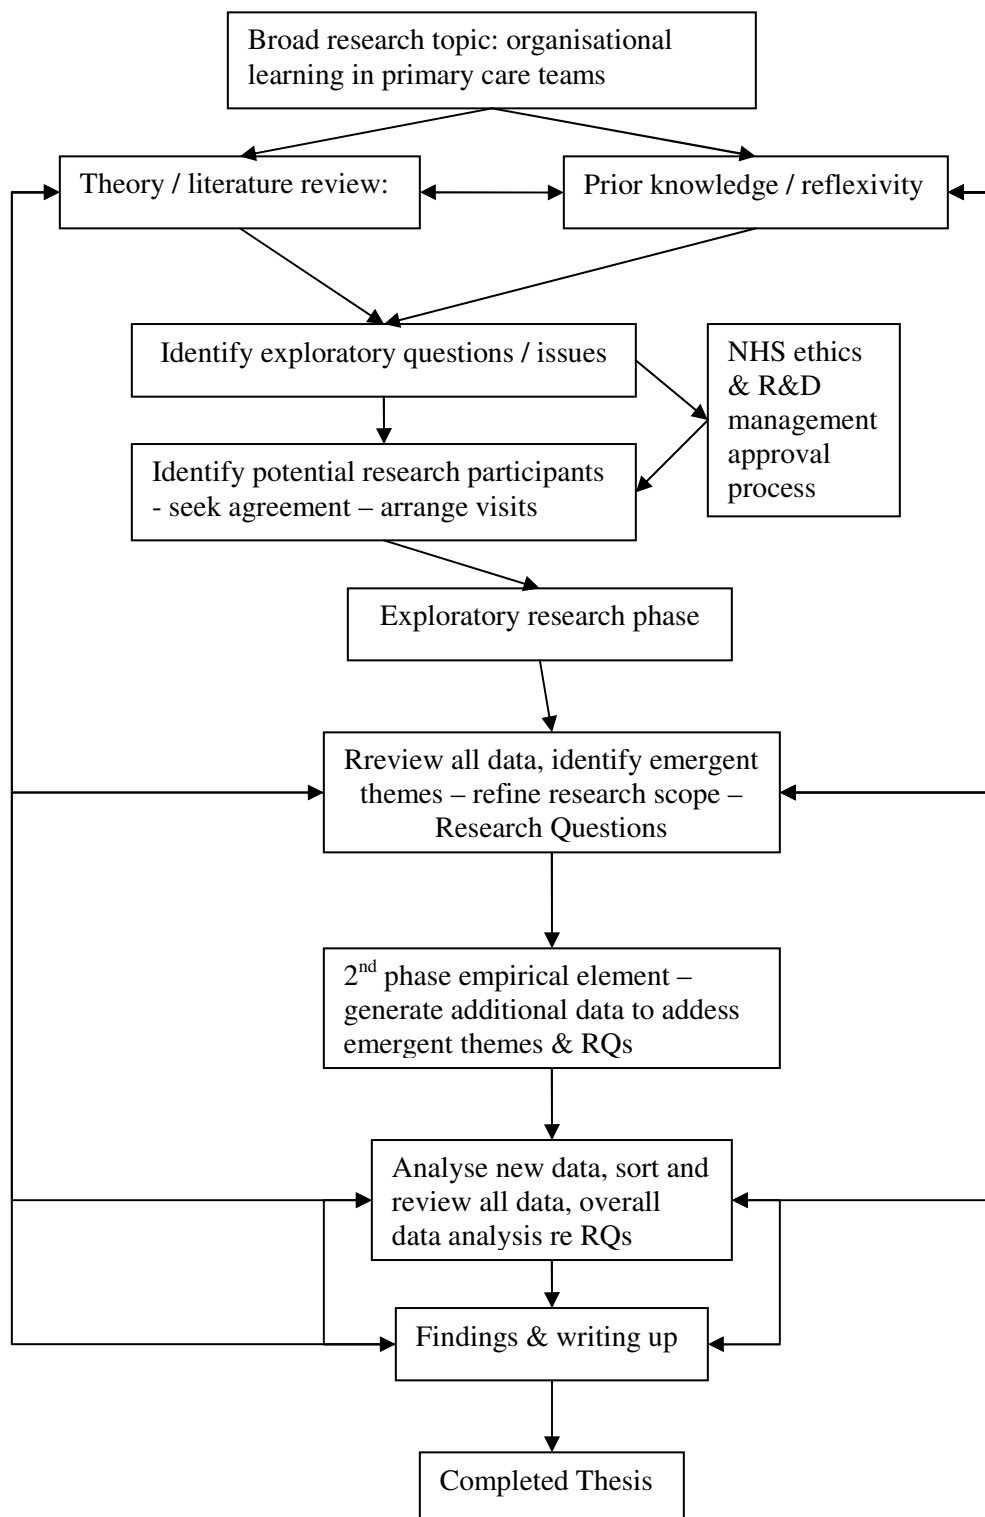 Broad research topic: organisational
learning in primary care teams
Theory / literature review:
Prior knowledge / reflexivity
Identify exploratory questions / issues
NHS ethics
& R&D
management
approval
process
Identify potential research participants
- seek agreement – arrange visits
Exploratory research phase
Rreview all data, identify emergent
themes – refine research scope –
Research Questions
2nd phase empirical element –
generate additional data to addess
emergent themes & RQs
Analyse new data, sort and
review all data, overall
data analysis re RQs
Findings & writing up
Completed Thesis